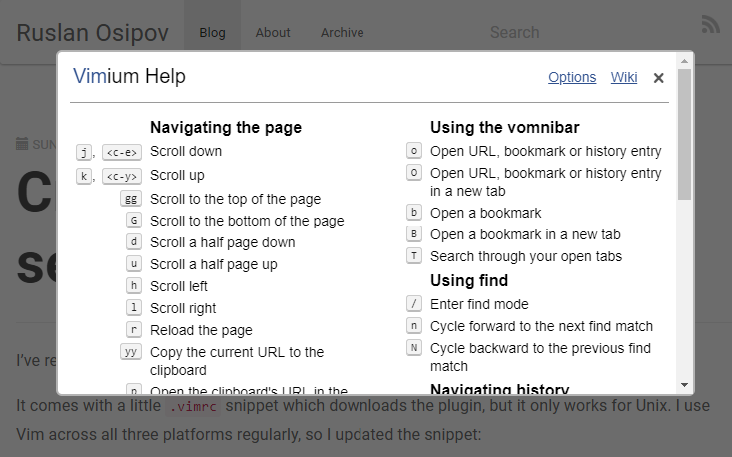 Ruslan Osipov Blog About Archive Search
Vimium Help Options Wiki ×
SUN
C
se
Navigating the page
j , <c-e> Scroll down
k , <c-y> Scroll up
gg Scroll to the top of the page
G Scroll to the bottom of the page
d Scroll a half page down
u Scroll a half page up
h Scroll left
l Scroll right
r Reload the page
yy Copy the current URL to the
clipboard
p Open the clipboard's URL in the
Using the vomnibar
o Open URL, bookmark or history entry
O Open URL, bookmark or history entry
in a new tab
b Open a bookmark
B Open a bookmark in a new tab
T Search through your open tabs
Using find
/ Enter find mode
n Cycle forward to the next find match
N Cycle backward to the previous find
match
Navigating history
I've re
It comes with a little .vimrc snippet which downloads the plugin, but it only works for Unix. I use
Vim across all three platforms regularly, so I updated the snippet: